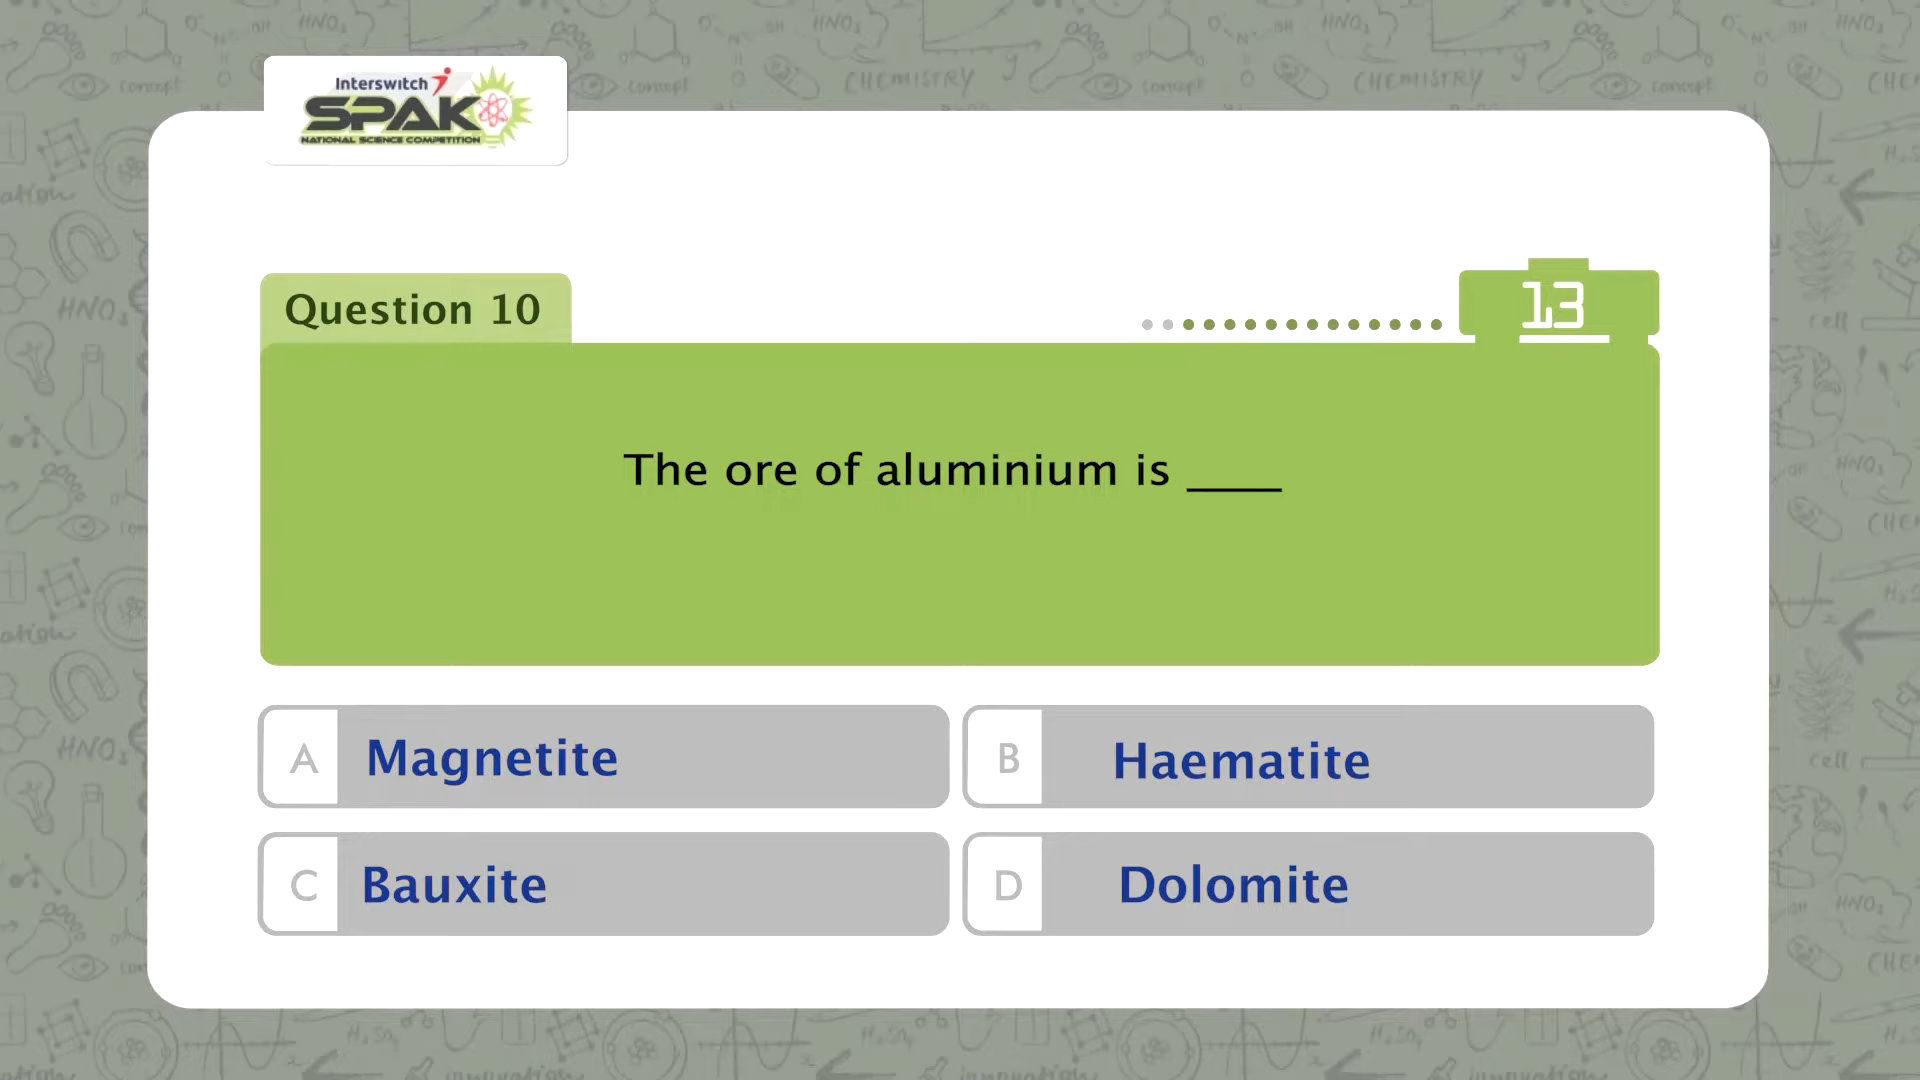 Interswitch
SPAK
NATIONAL SCIENCE COMPETITION
Question 10
13
The ore of aluminium is ____
A Magnetite
B Haematite
C Bauxite
D Dolomite